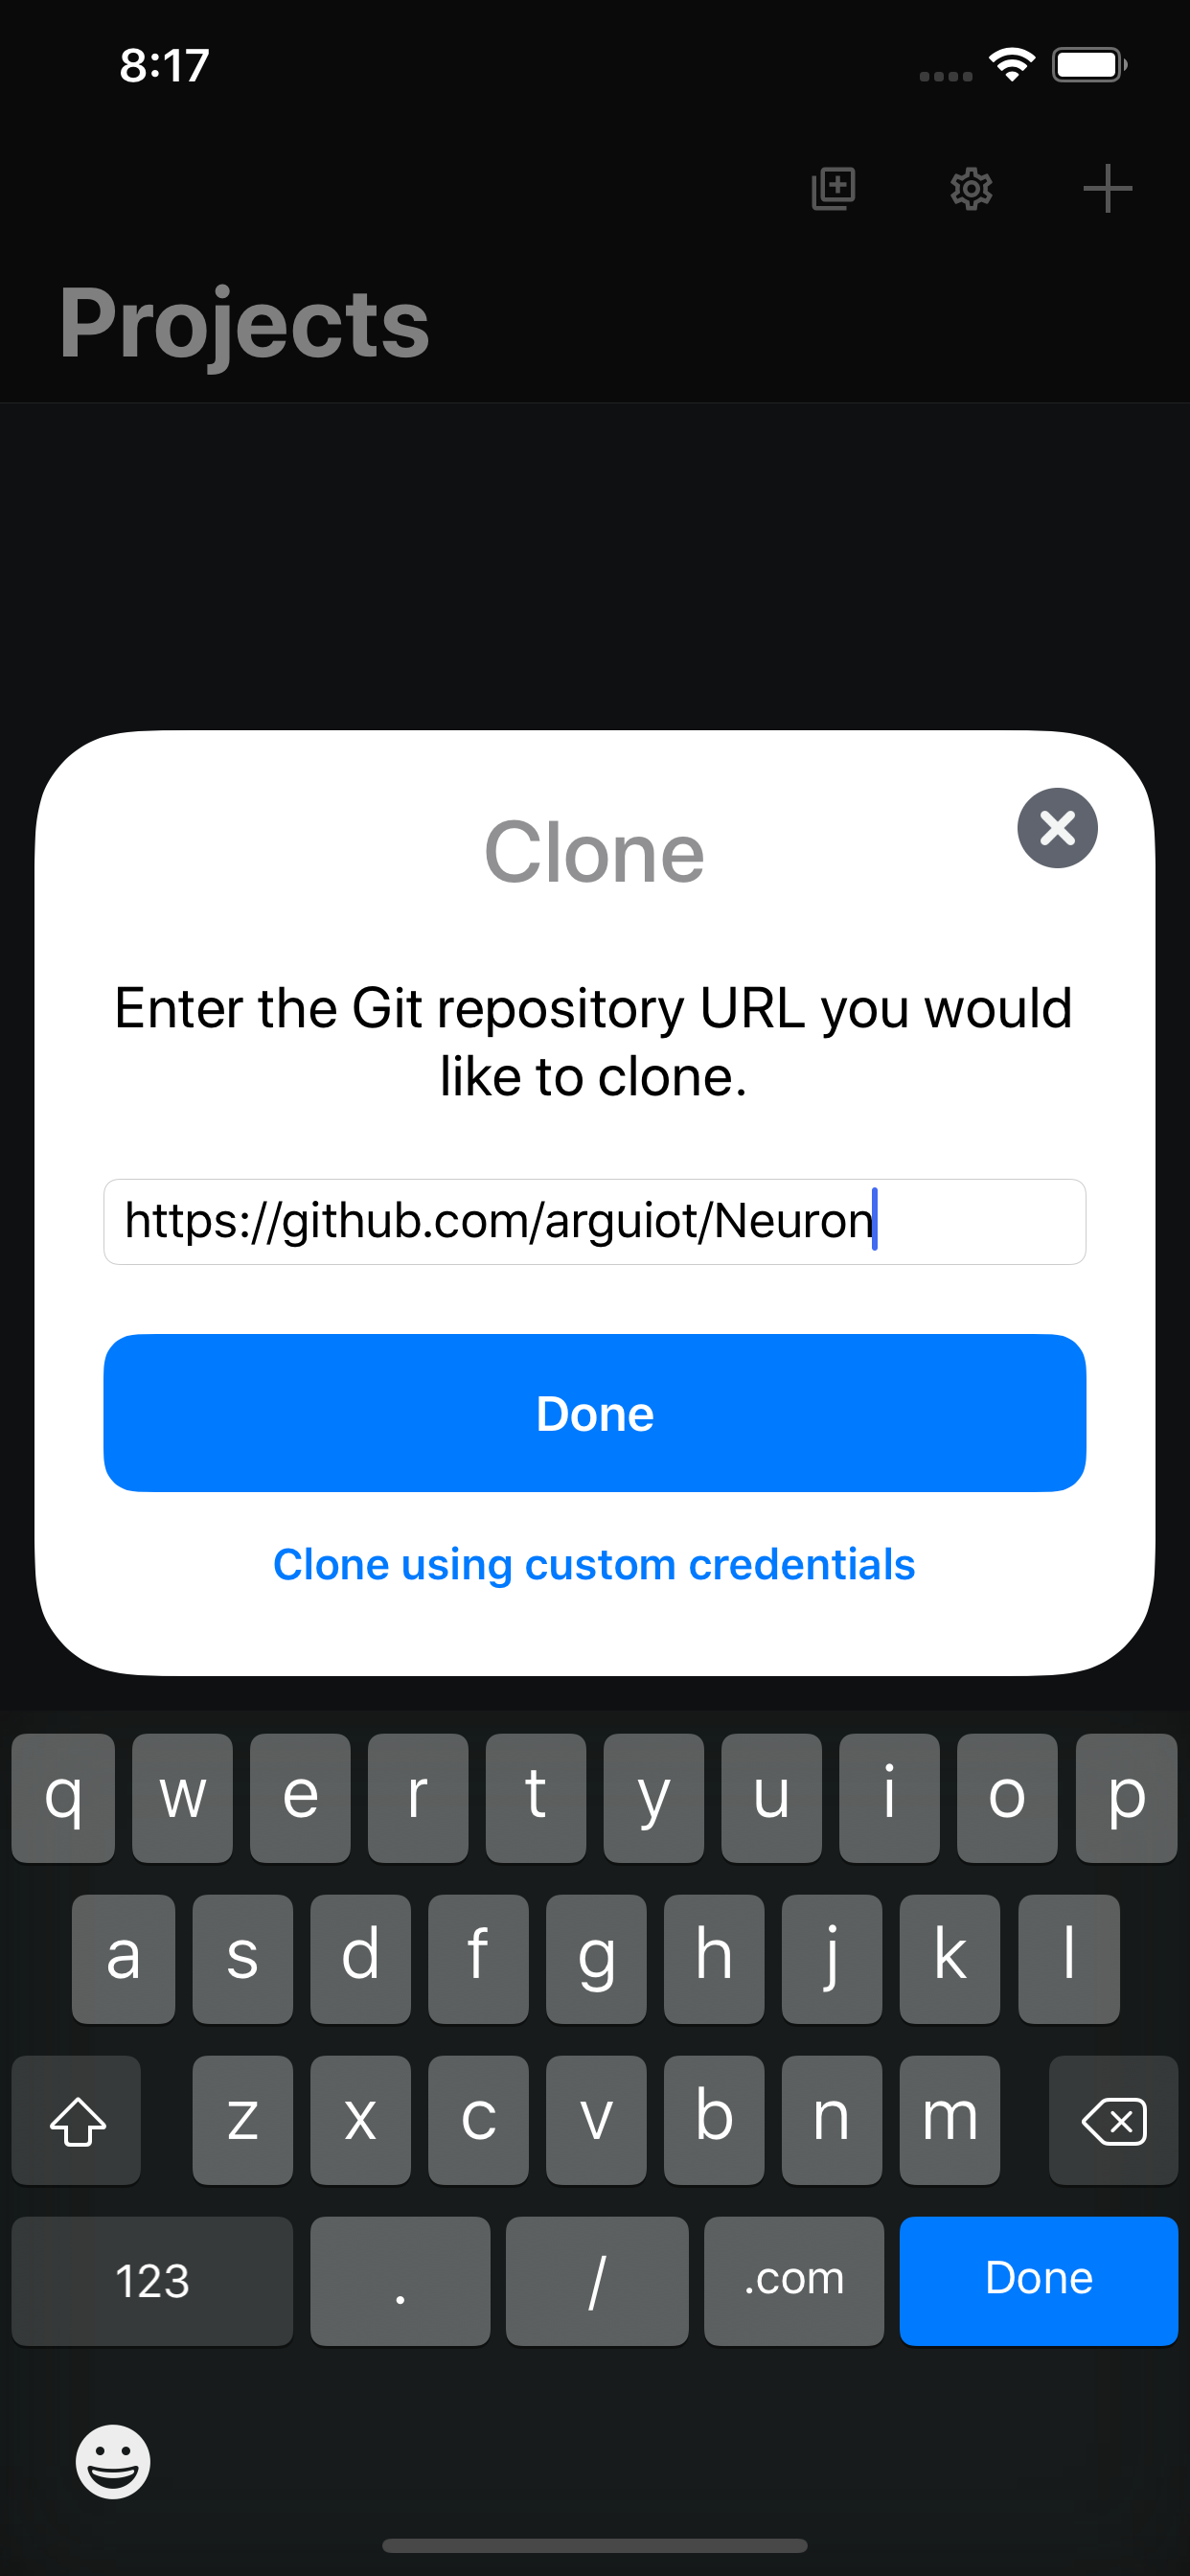 8:17
Projects
Clone
Enter the Git repository URL you would
like to clone.
https://github.com/arguiot/Neuron
Done
Clone using custom credentials
q w e r t y u i o p
a s d f g h j k l
z x c v b n m
123 . / .com Done